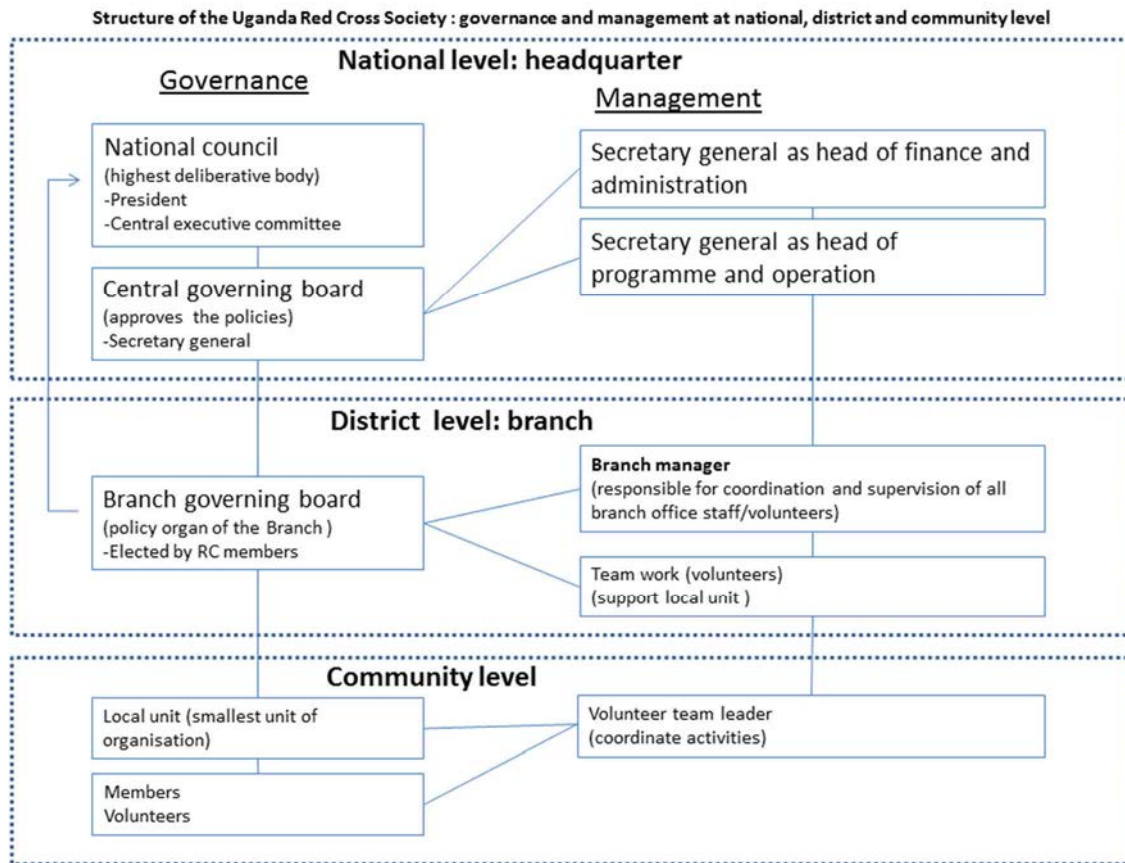 Structure of the Uganda Red Cross Society : governance and management at national, district and community level
National level: headquarter
Governance
Management
National council
(highest deliberative body)
-President
-Central executive committee
Secretary general as head of finance and
administration
Secretary general as head of
programme and operation
Central governing board
(approves the policies)
-Secretary general
District level: branch
Branch governing board
(policy organ of the Branch )
-Elected by RC members
Branch manager
(responsible for coordination and supervision of all
branch office staff/volunteers)
Team work (volunteers)
(support local unit )
Community level
Local unit (smallest unit of
organisation)
Volunteer team leader
(coordinate activities)
Members
Volunteers